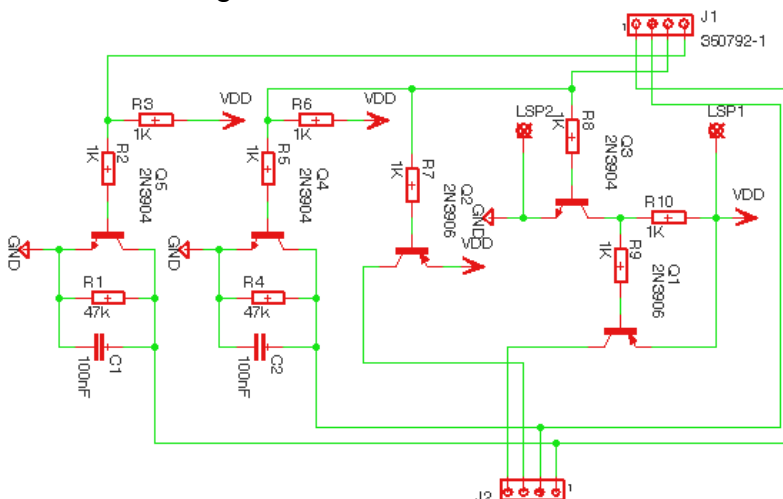 J1
1
360792-1
R3
1K
VDD
R6
1K
VDD
R2
1K
Q5
2N3904
R5
1K
Q4
2N3904
R7
1K
Q2
2N3906
VDD
LSP2
R8
1K
Q3
2N3904
LSP1
R10
1K
VDD
GND
GND
GND
R9
1K
Q1
2N3906
R1
47k
R4
47k
C1
100nF
C2
100nF
J2
1